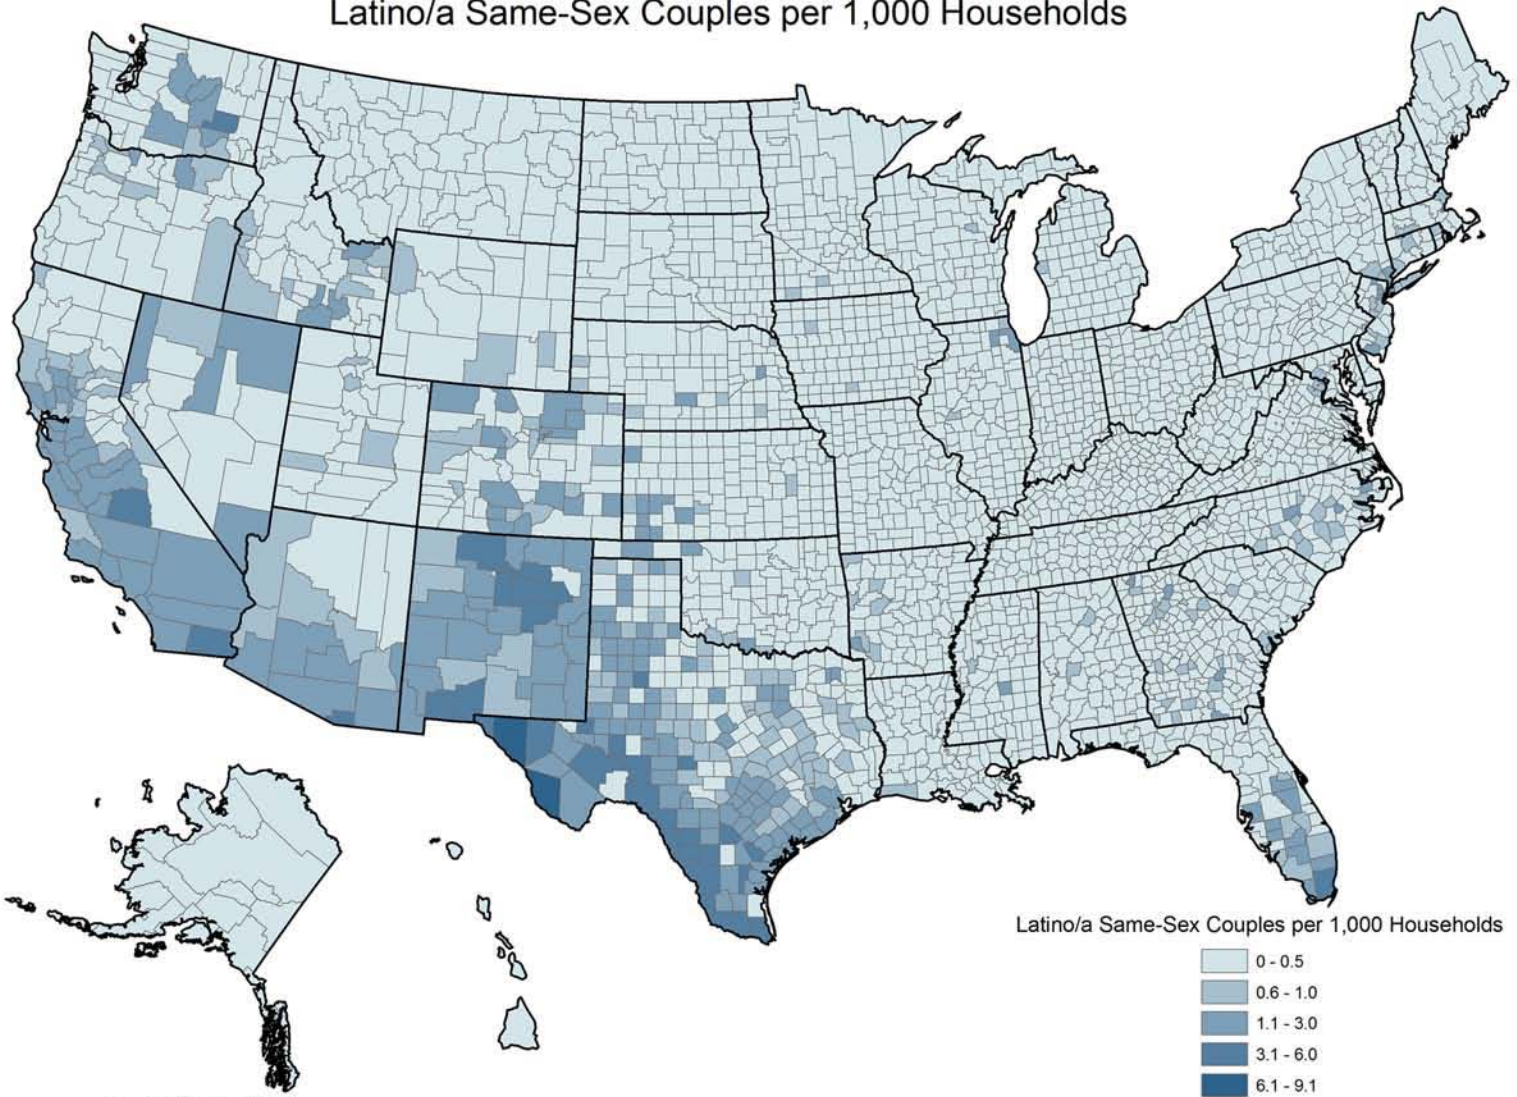 Latino/a Same-Sex Couples per 1,000 Households
Latino/a Same-Sex Couples per 1,000 Households
0 - 0.5
0.6 - 1.0
1.1 - 3.0
3.1 - 6.0
6.1 - 9.1